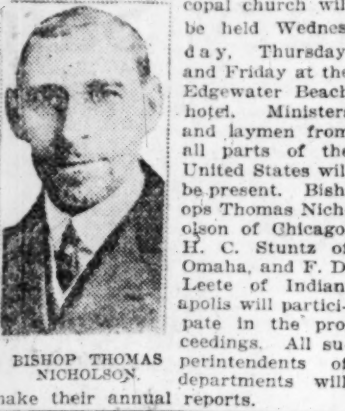 copal church will
be held Wednes-
day, Thursday
and Friday at the
Edgewater Beach
hotel. Ministers
and laymen from
all parts of the
United States will
be present. Bish-
ops Thomas Nich-
olson of Chicago,
H. C. Stuntz of
Omaha, and F. D.
Leete of Indian-
apolis will partici-
pate in the pro-
ceedings. All su-
perintendents of
departments will
BISHOP THOMAS
NICHOLSON.
make their annual reports.